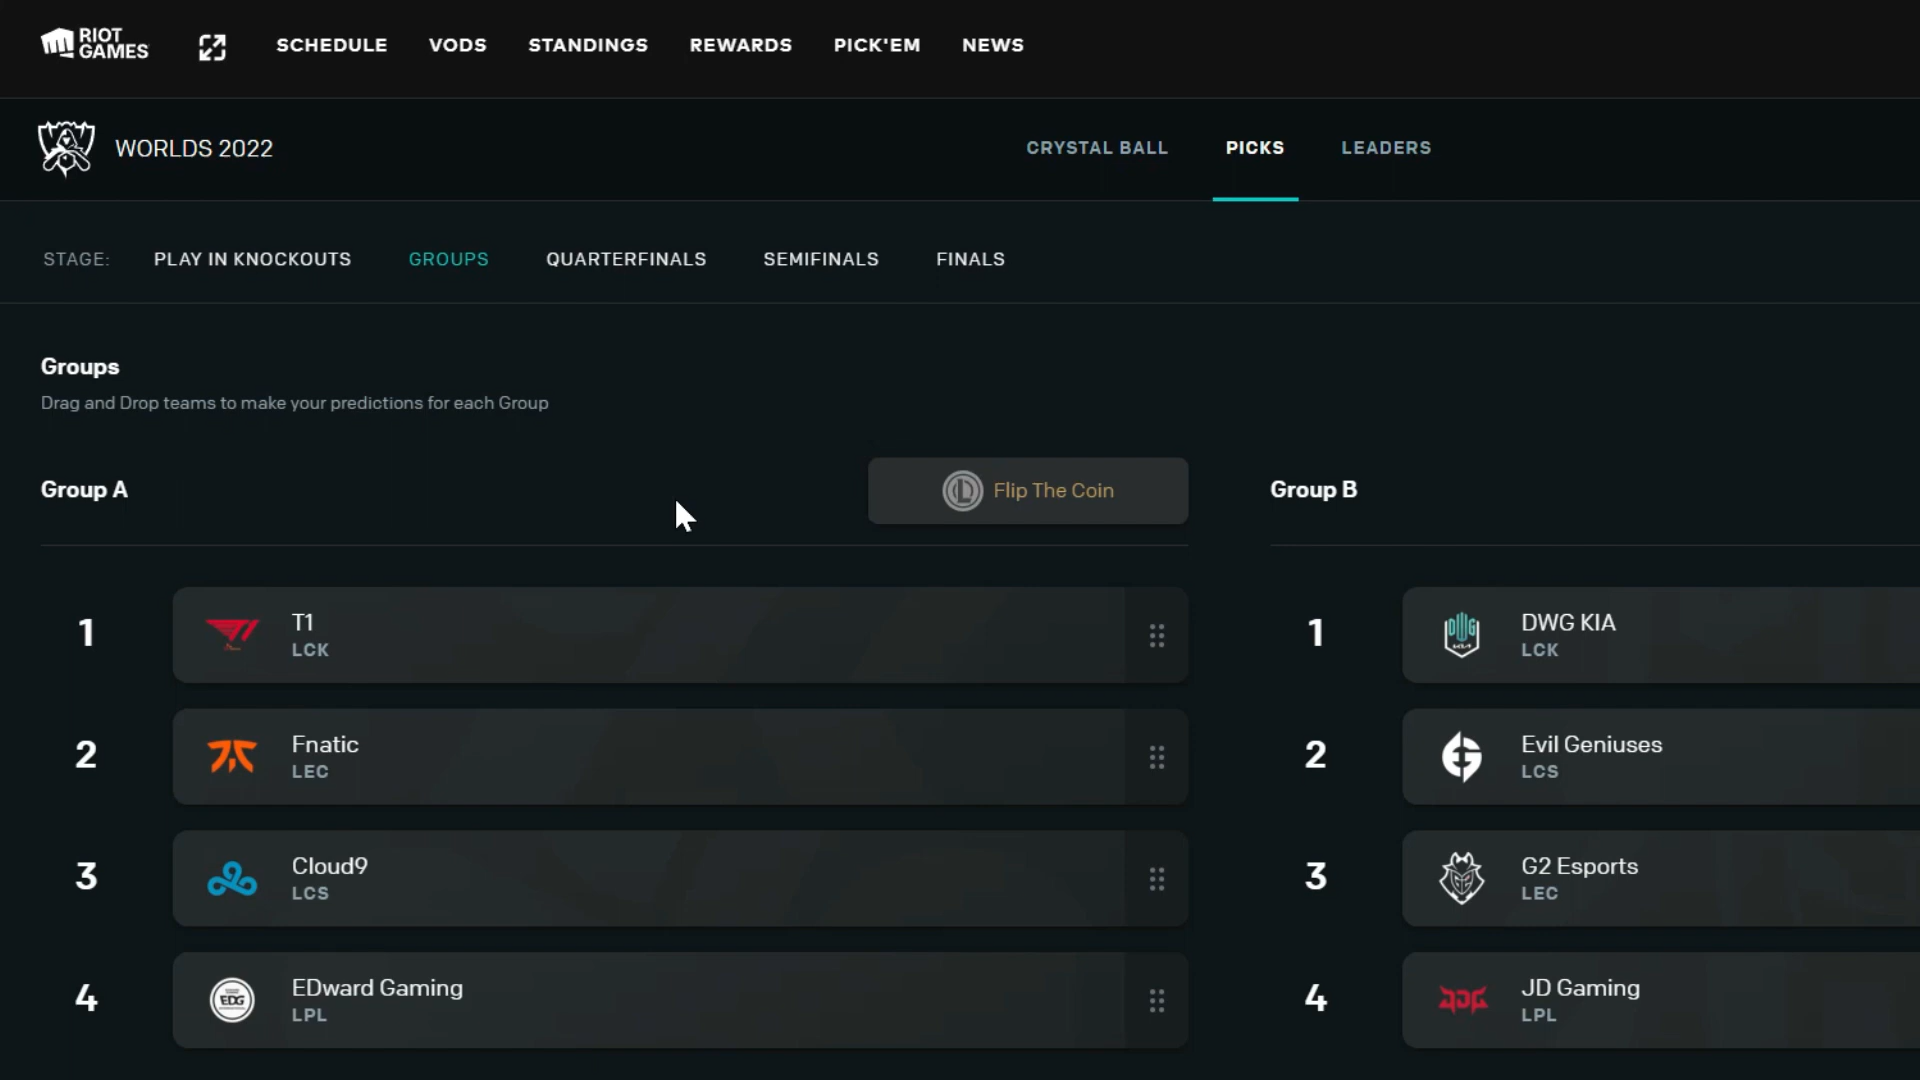 RIOT
GAMES
SCHEDULE VODS STANDINGS REWARDS PICK'EM NEWS
WORLDS 2022
CRYSTAL BALL PICKS LEADERS
STAGE: PLAY IN KNOCKOUTS GROUPS QUARTERFINALS SEMIFINALS FINALS
Groups
Drag and Drop teams to make your predictions for each Group
Group A
Flip The Coin
1
T1
LCK
2
Fnatic
LEC
3
Cloud9
LCS
4
EDG
EDward Gaming
LPL
Group B
1
DWG KIA
LCK
2
Evil Geniuses
LCS
3
G2 Esports
LEC
4
JDG
JD Gaming
LPL